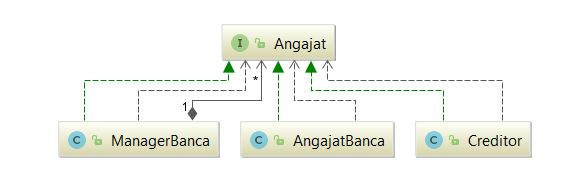 I Angajat
*
1
C ManagerBanca
C AngajatBanca
C Creditor